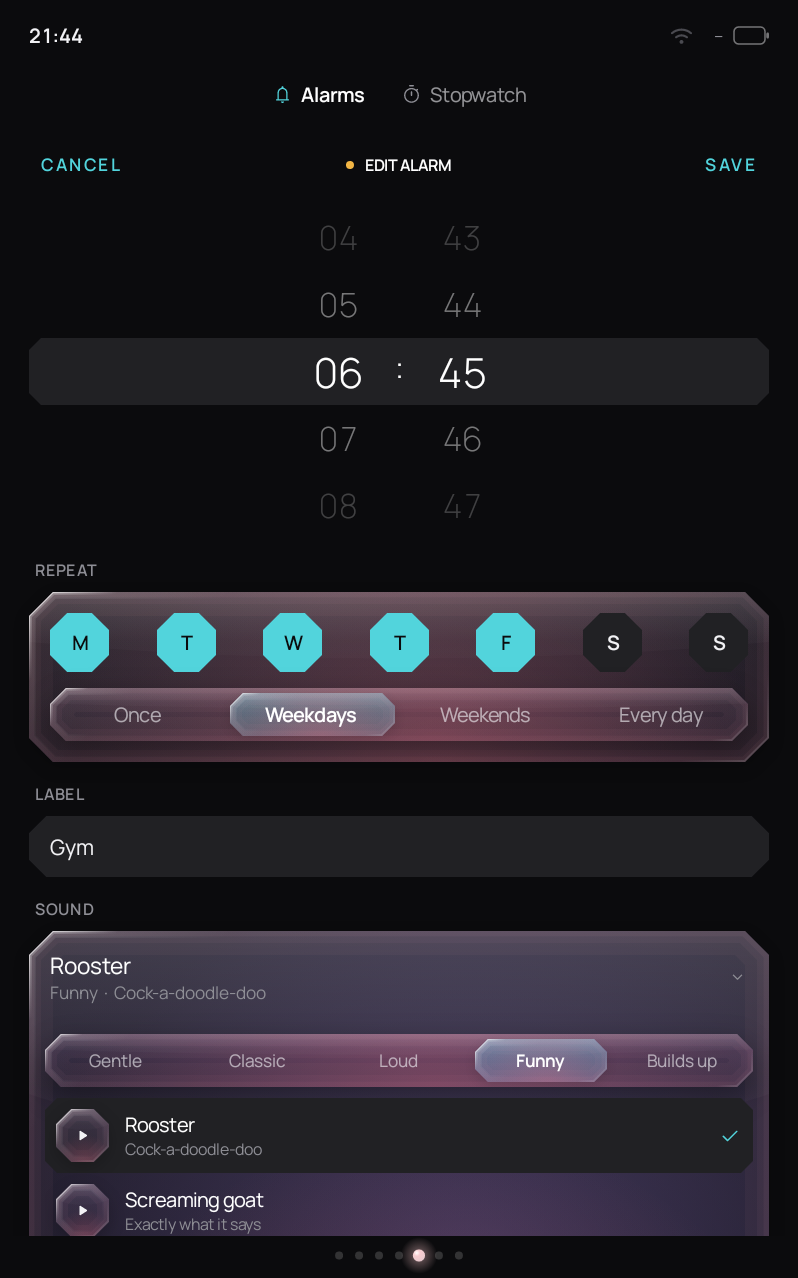 21:44
Alarms Stopwatch
CANCEL EDIT ALARM SAVE
04 43
05 44
06 : 45
07 46
08 47
REPEAT
M T W T F S S
Once Weekdays Weekends Every day
LABEL
Gym
SOUND
Rooster
Funny · Cock-a-doodle-doo
Gentle Classic Loud Funny Builds up
Rooster
Cock-a-doodle-doo
Screaming goat
Exactly what it says